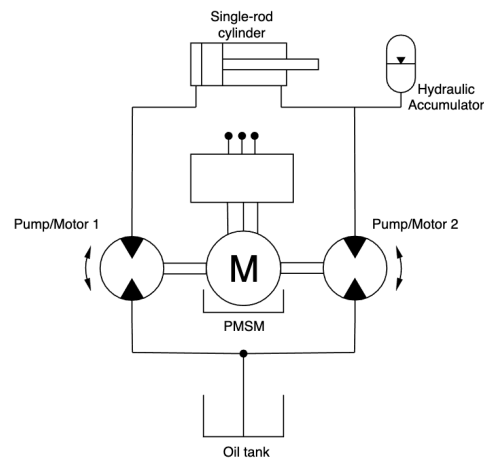 Single-rod
cylinder
Hydraulic
Accumulator
Pump/Motor 1
Pump/Motor 2
M
PMSM
Oil tank